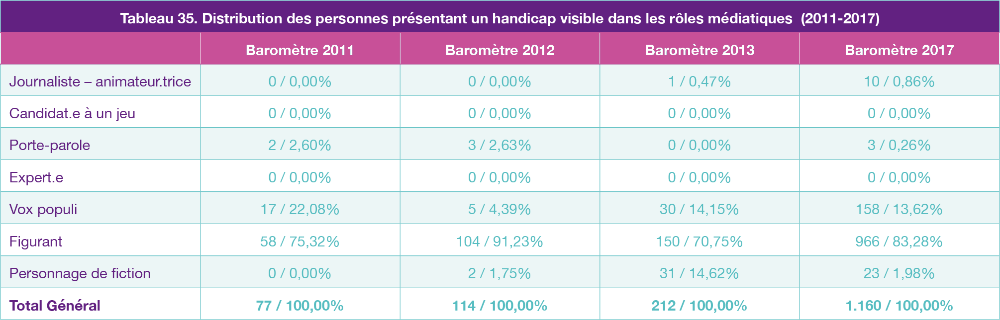 Tableau 35. Distribution des personnes présentant un handicap visible dans les rôles médiatiques (2011-2017)
Baromètre 2011 Baromètre 2012 Baromètre 2013 Baromètre 2017
Journaliste – animateur.trice 0 / 0,00% 0 / 0,00% 1 / 0,47% 10 / 0,86%
Candidat.e à un jeu 0 / 0,00% 0 / 0,00% 0 / 0,00% 0 / 0,00%
Porte-parole 2 / 2,60% 3 / 2,63% 0 / 0,00% 3 / 0,26%
Expert.e 0 / 0,00% 0 / 0,00% 0 / 0,00% 0 / 0,00%
Vox populi 17 / 22,08% 5 / 4,39% 30 / 14,15% 158 / 13,62%
Figurant 58 / 75,32% 104 / 91,23% 150 / 70,75% 966 / 83,28%
Personnage de fiction 0 / 0,00% 2 / 1,75% 31 / 14,62% 23 / 1,98%
Total Général 77 / 100,00% 114 / 100,00% 212 / 100,00% 1.160 / 100,00%